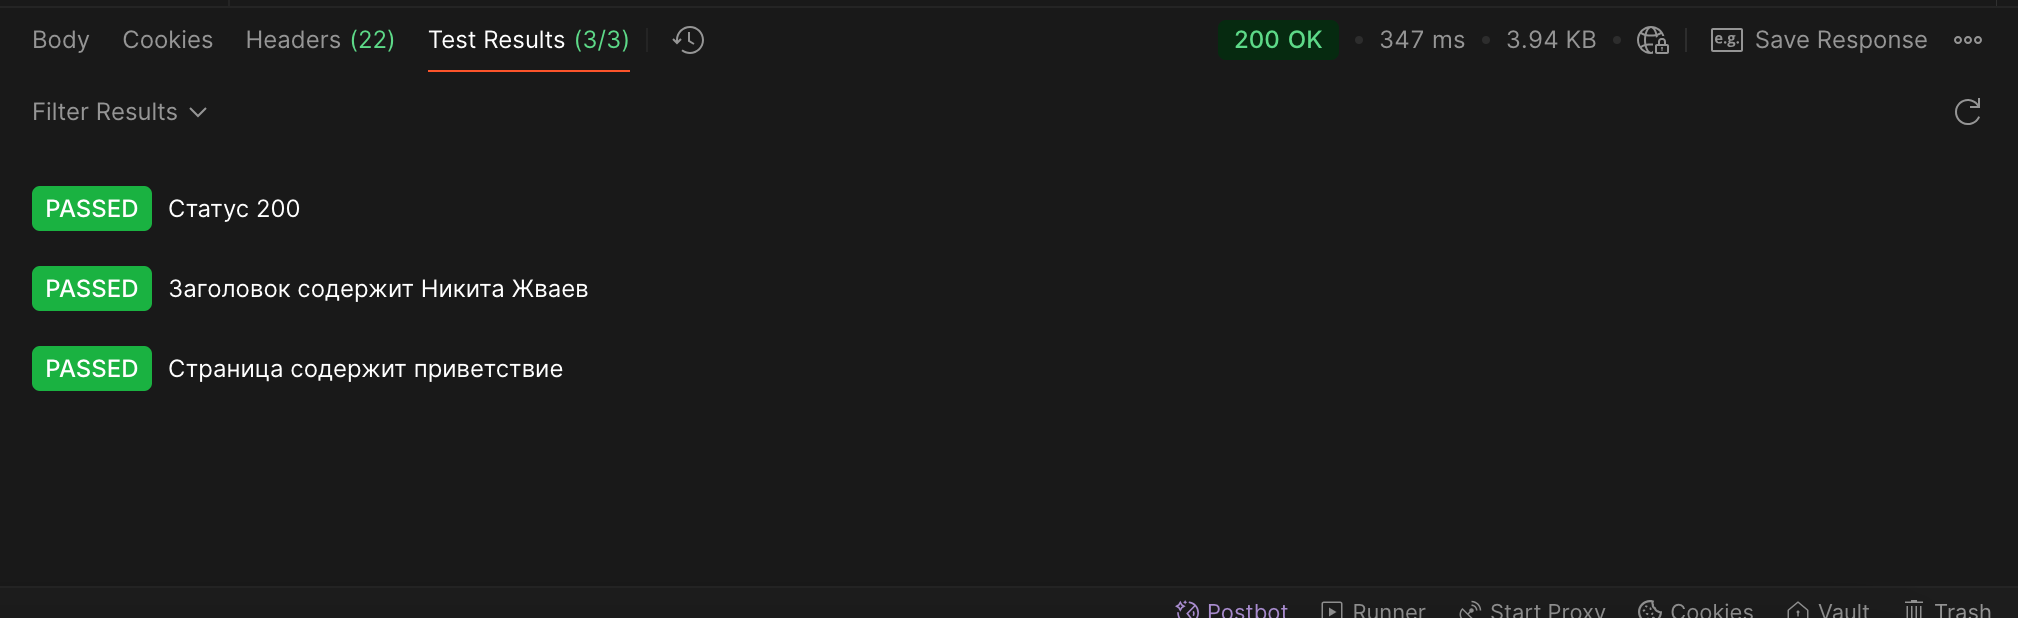 Body Cookies Headers (22) Test Results (3/3) 200 OK • 347 ms • 3.94 KB • e.g. Save Response
Filter Results
PASSED Статус 200
PASSED Заголовок содержит Никита Жваев
PASSED Страница содержит приветствие
Postbot Runner Start Proxy Cookies Vault Trash